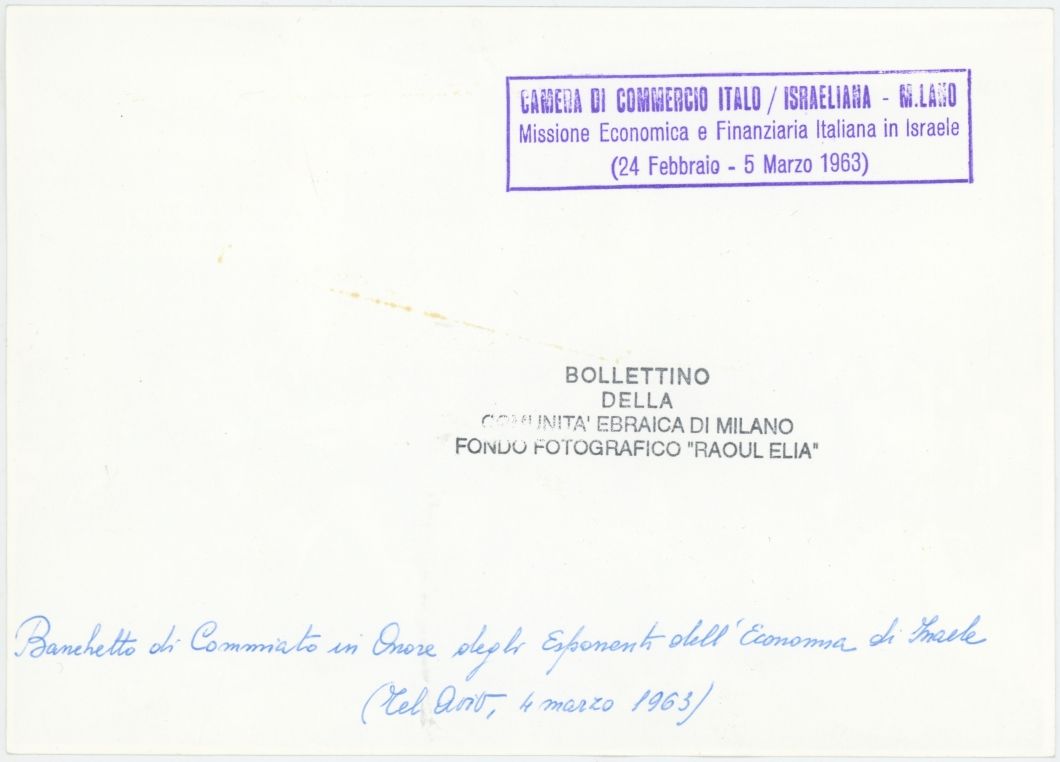 CAMERA DI COMMERCIO ITALO / ISRAELIANA - MILANO
Missione Economica e Finanziaria Italiana in Israele
(24 Febbraio - 5 Marzo 1963)
BOLLETTINO
DELLA
COMUNITA' EBRAICA DI MILANO
FONDO FOTOGRAFICO "RAOUL ELIA"
Banchetto di Commiato in Onore degli Esponenti dell'Economia di Israele
(Tel Aviv, 4 marzo 1963)